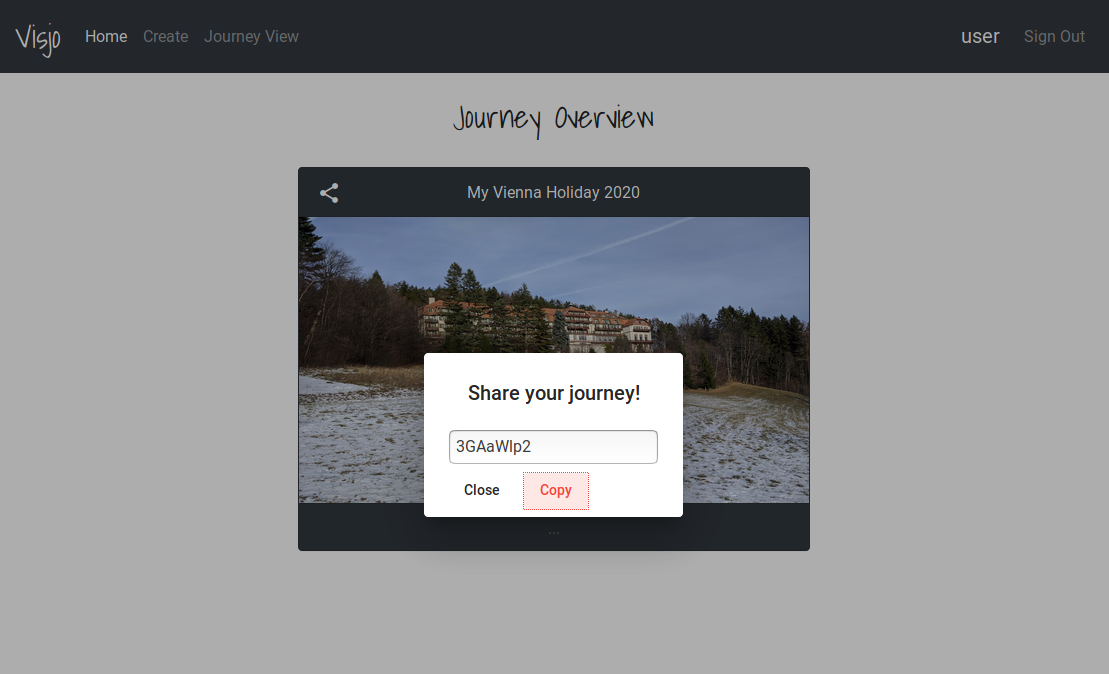 Visjo Home Create Journey View user Sign Out
Journey Overview
My Vienna Holiday 2020
Share your journey!
3GAaWlp2
Close Copy
...